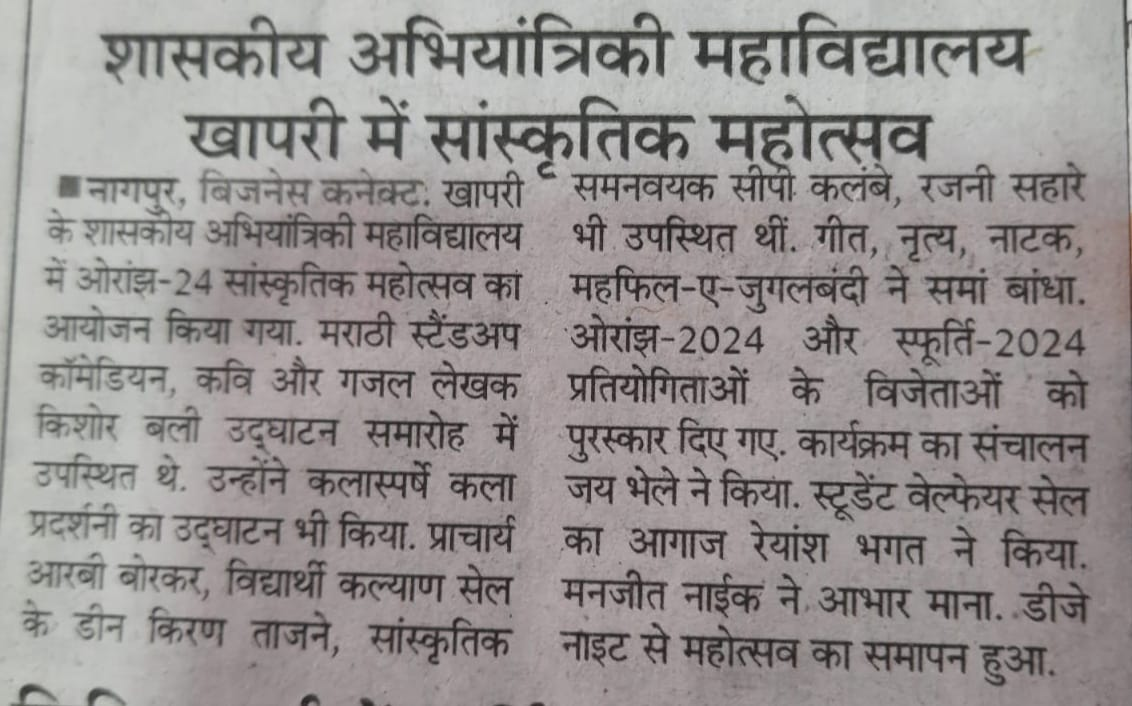 शासकीय अभियांत्रिकी महाविद्यालय
खापरी में सांस्कृतिक महोत्सव
नागपुर, बिजनेस कनेक्ट. खापरी
के शासकीय अभियांत्रिकी महाविद्यालय
में ओरांझ-24 सांस्कृतिक महोत्सव का
आयोजन किया गया. मराठी स्टैंडअप
कॉमेडियन, कवि और गजल लेखक
किशोर बली उद्घाटन समारोह में
उपस्थित थे. उन्होंने कलास्पर्षे कला
प्रदर्शनी का उद्घाटन भी किया. प्राचार्य
आरबी बोरकर, विद्यार्थी कल्याण सेल
के डीन किरण ताजने, सांस्कृतिक
समनवयक सीपी कलंबे, रजनी सहारे
भी उपस्थित थीं. गीत, नृत्य, नाटक,
महफिल-ए-जुगलबंदी ने समां बांधा.
ओरांझ-2024 और स्फूर्ति-2024
प्रतियोगिताओं के विजेताओं को
पुरस्कार दिए गए. कार्यक्रम का संचालन
जय भेले ने किया. स्टूडेंट वेल्फेयर सेल
का आगाज रेयांश भगत ने किया.
मनजीत नाईक ने आभार माना. डीजे
नाइट से महोत्सव का समापन हुआ.